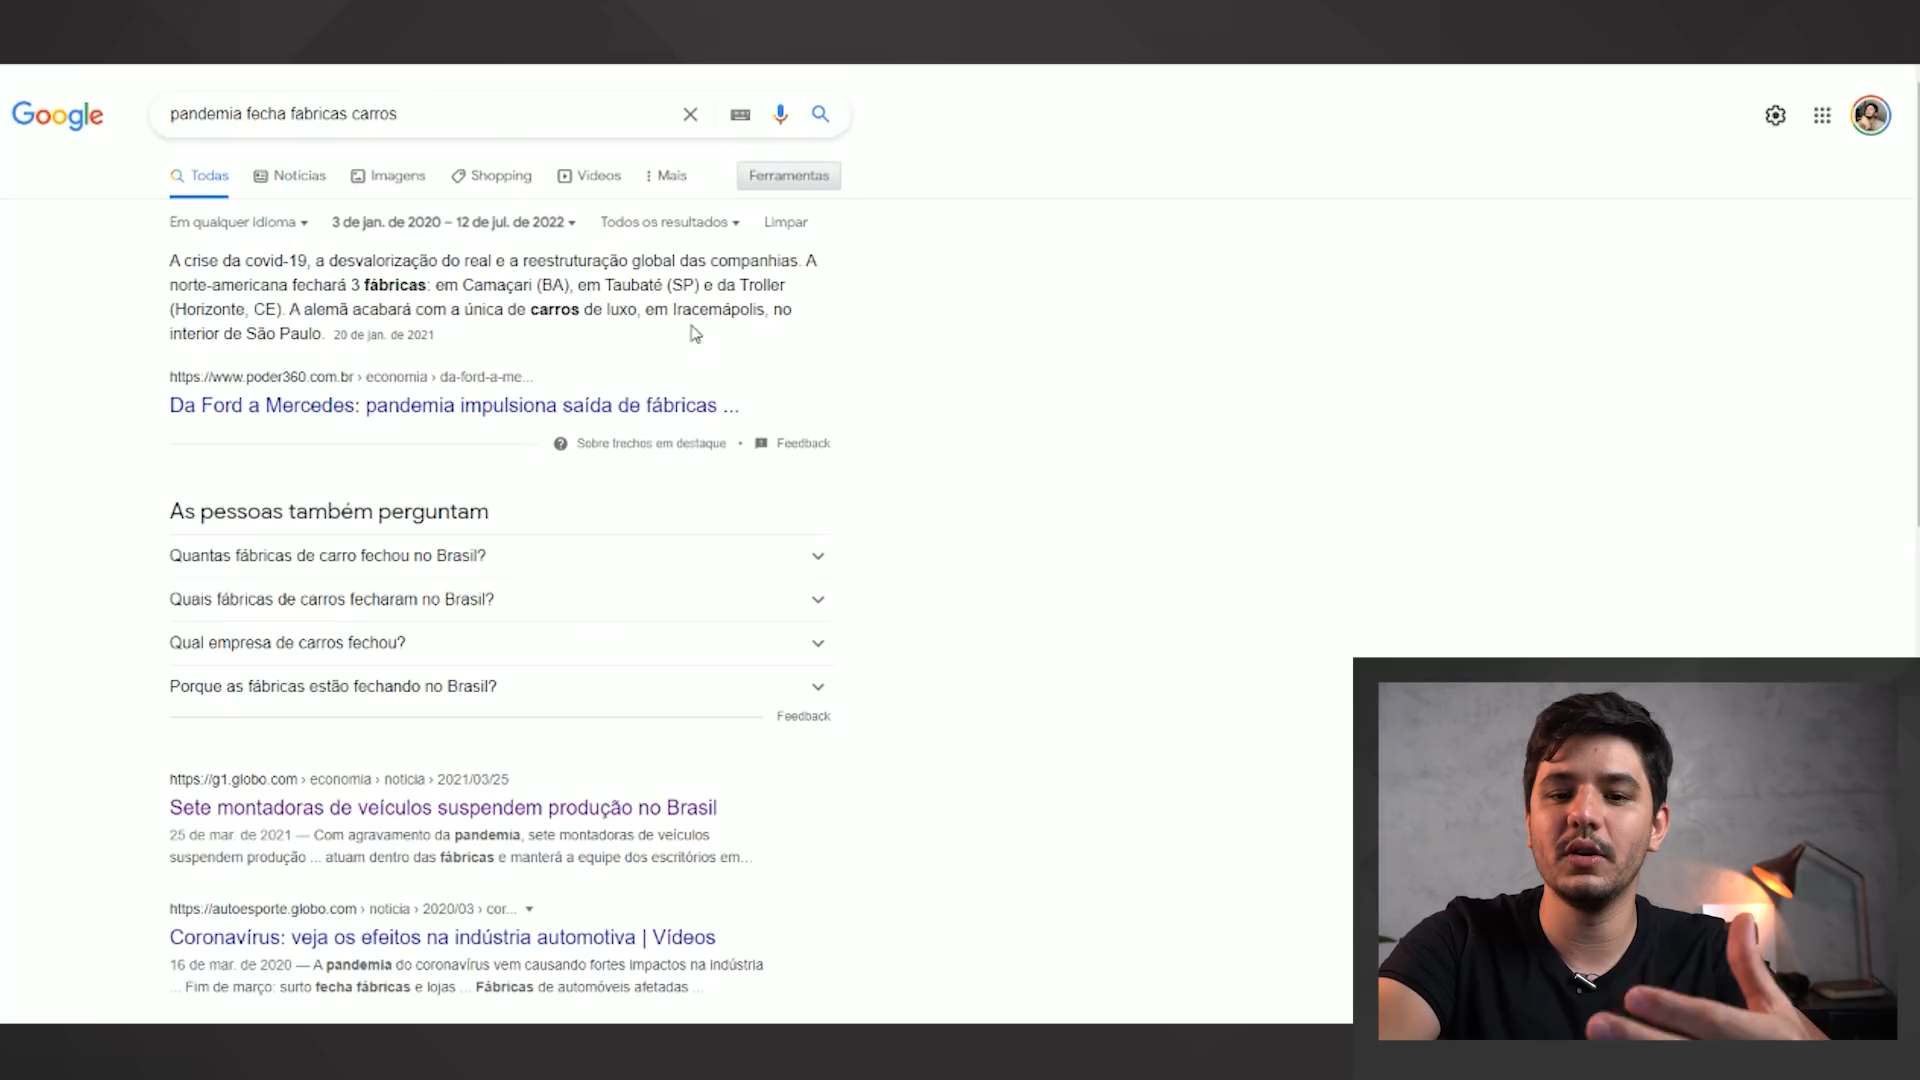 Google
pandemia fecha fabricas carros
Todas Notícias Imagens Shopping Vídeos Mais Ferramentas
Em qualquer idioma 3 de jan. de 2020 – 12 de jul. de 2022 Todos os resultados Limpar
A crise da covid-19, a desvalorização do real e a reestruturação global das companhias. A
norte-americana fechará 3 fábricas: em Camaçari (BA), em Taubaté (SP) e da Troller
(Horizonte, CE). A alemã acabará com a única de carros de luxo, em Iracemápolis, no
interior de São Paulo. 20 de jan. de 2021
https://www.poder360.com.br › economia › da-ford-a-me...
Da Ford a Mercedes: pandemia impulsiona saída de fábricas ...
Sobre trechos em destaque • Feedback
As pessoas também perguntam
Quantas fábricas de carro fechou no Brasil?
Quais fábricas de carros fecharam no Brasil?
Qual empresa de carros fechou?
Porque as fábricas estão fechando no Brasil?
Feedback
https://g1.globo.com › economia › noticia › 2021/03/25
Sete montadoras de veículos suspendem produção no Brasil
25 de mar. de 2021 — Com agravamento da pandemia, sete montadoras de veículos
suspendem produção ... atuam dentro das fábricas e manterá a equipe dos escritórios em...
https://autoesporte.globo.com › noticia › 2020/03 › cor...
Coronavírus: veja os efeitos na indústria automotiva | Vídeos
16 de mar. de 2020 — A pandemia do coronavírus vem causando fortes impactos na indústria
... Fim de março: surto fecha fábricas e lojas ... Fábricas de automóveis afetadas ...